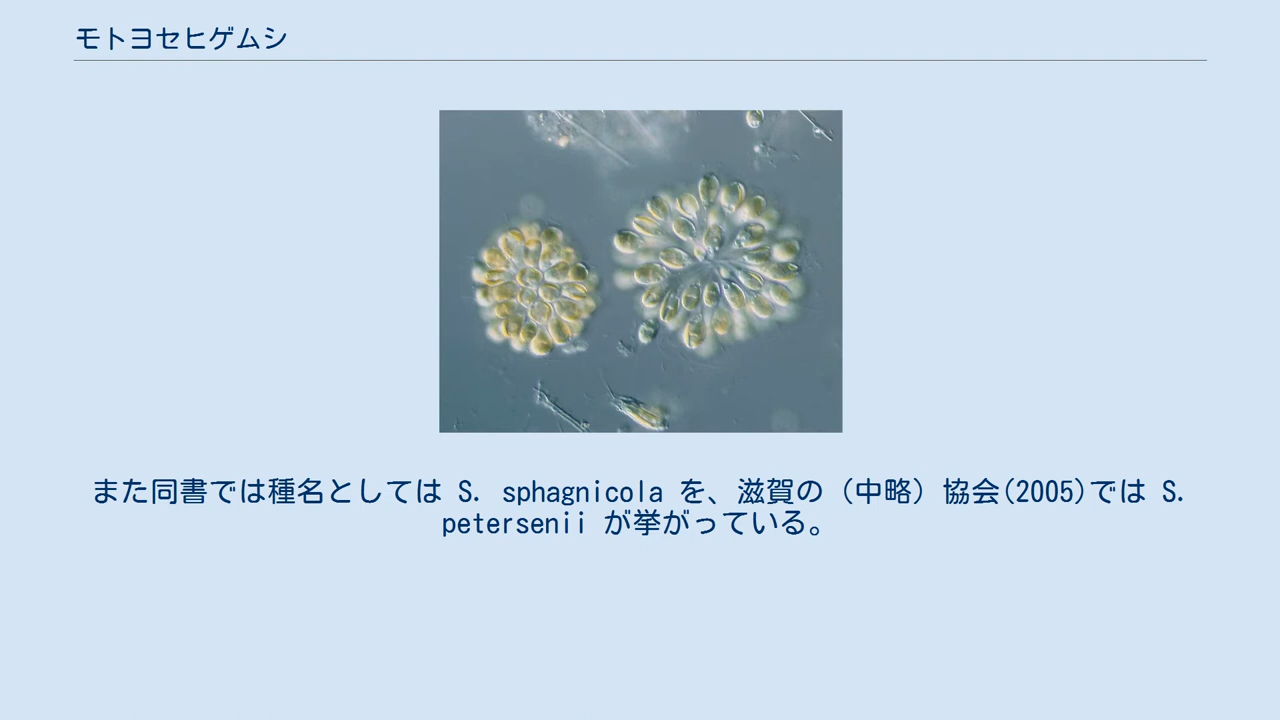 モトヨセヒゲムシ
また同書では種名としては S. sphagnicola を、滋賀の（中略）協会(2005)では S.
petersenii が挙がっている。